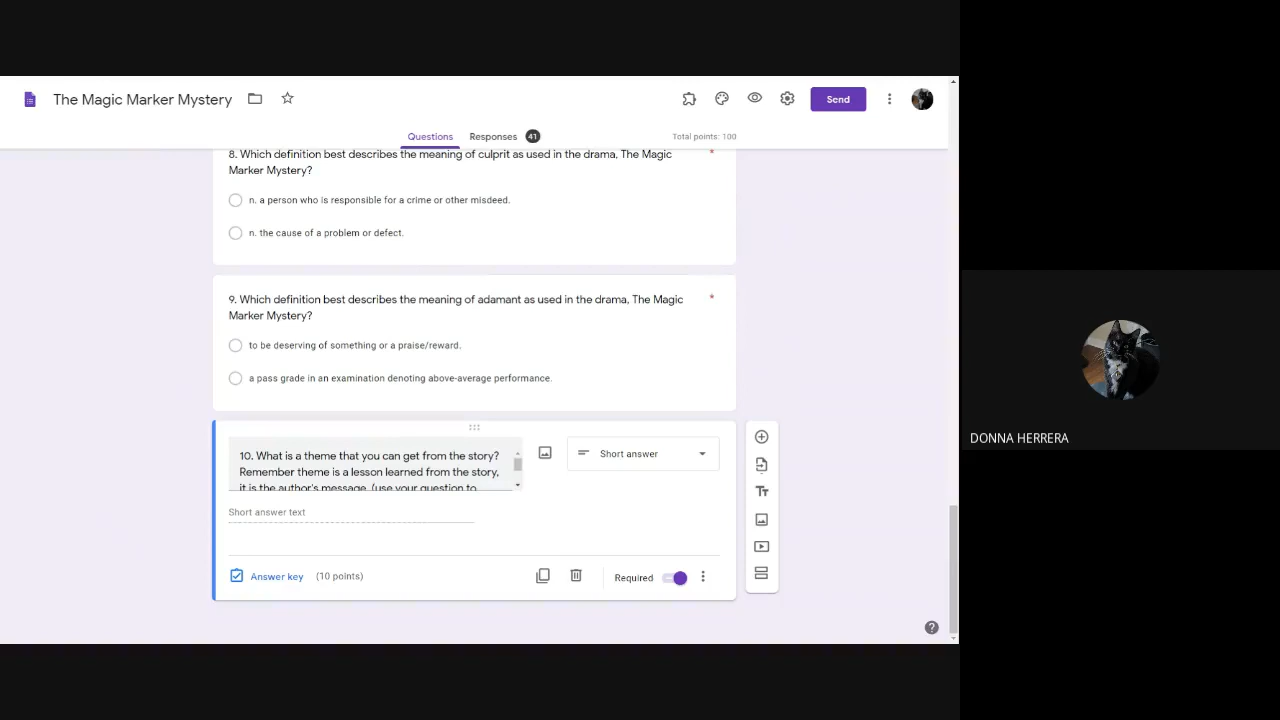 The Magic Marker Mystery
Send
Questions
Responses 41
Total points: 100
8. Which definition best describes the meaning of culprit as used in the drama, The Magic *
Marker Mystery?
n. a person who is responsible for a crime or other misdeed.
n. the cause of a problem or defect.
9. Which definition best describes the meaning of adamant as used in the drama, The Magic *
Marker Mystery?
to be deserving of something or a praise/reward.
a pass grade in an examination denoting above-average performance.
10. What is a theme that you can get from the story?
Remember theme is a lesson learned from the story,
it is the author's message. (use your question to
Short answer
Short answer text
Answer key (10 points)
Required
DONNA HERRERA